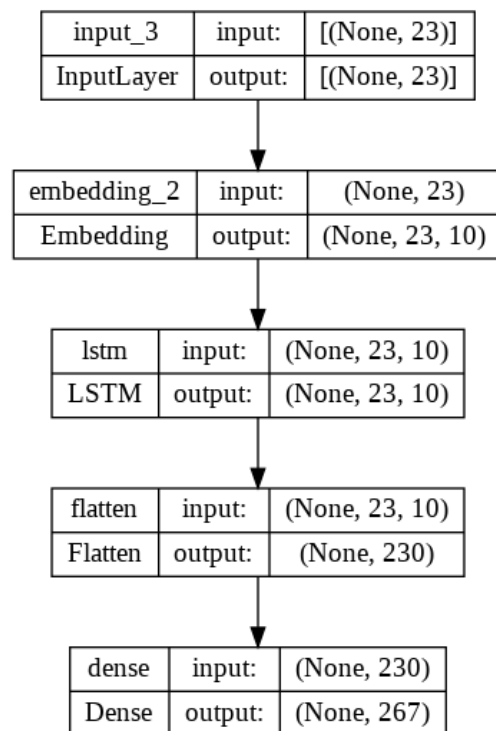 input_3 input: [(None, 23)]
InputLayer output: [(None, 23)]
embedding_2 input: (None, 23)
Embedding output: (None, 23, 10)
lstm input: (None, 23, 10)
LSTM output: (None, 23, 10)
flatten input: (None, 23, 10)
Flatten output: (None, 230)
dense input: (None, 230)
Dense output: (None, 267)